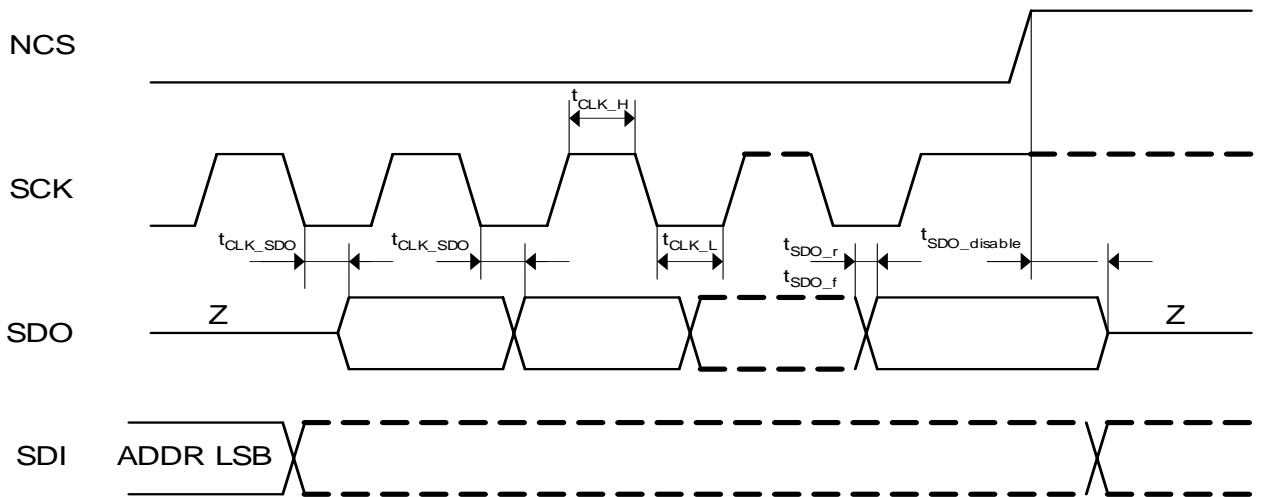 NCS
t_CLK_H
SCK
t_CLK_SDO
t_CLK_SDO
t_CLK_L
t_SDO_r
t_SDO_f
t_SDO_disable
Z
Z
SDO
SDI
ADDR LSB